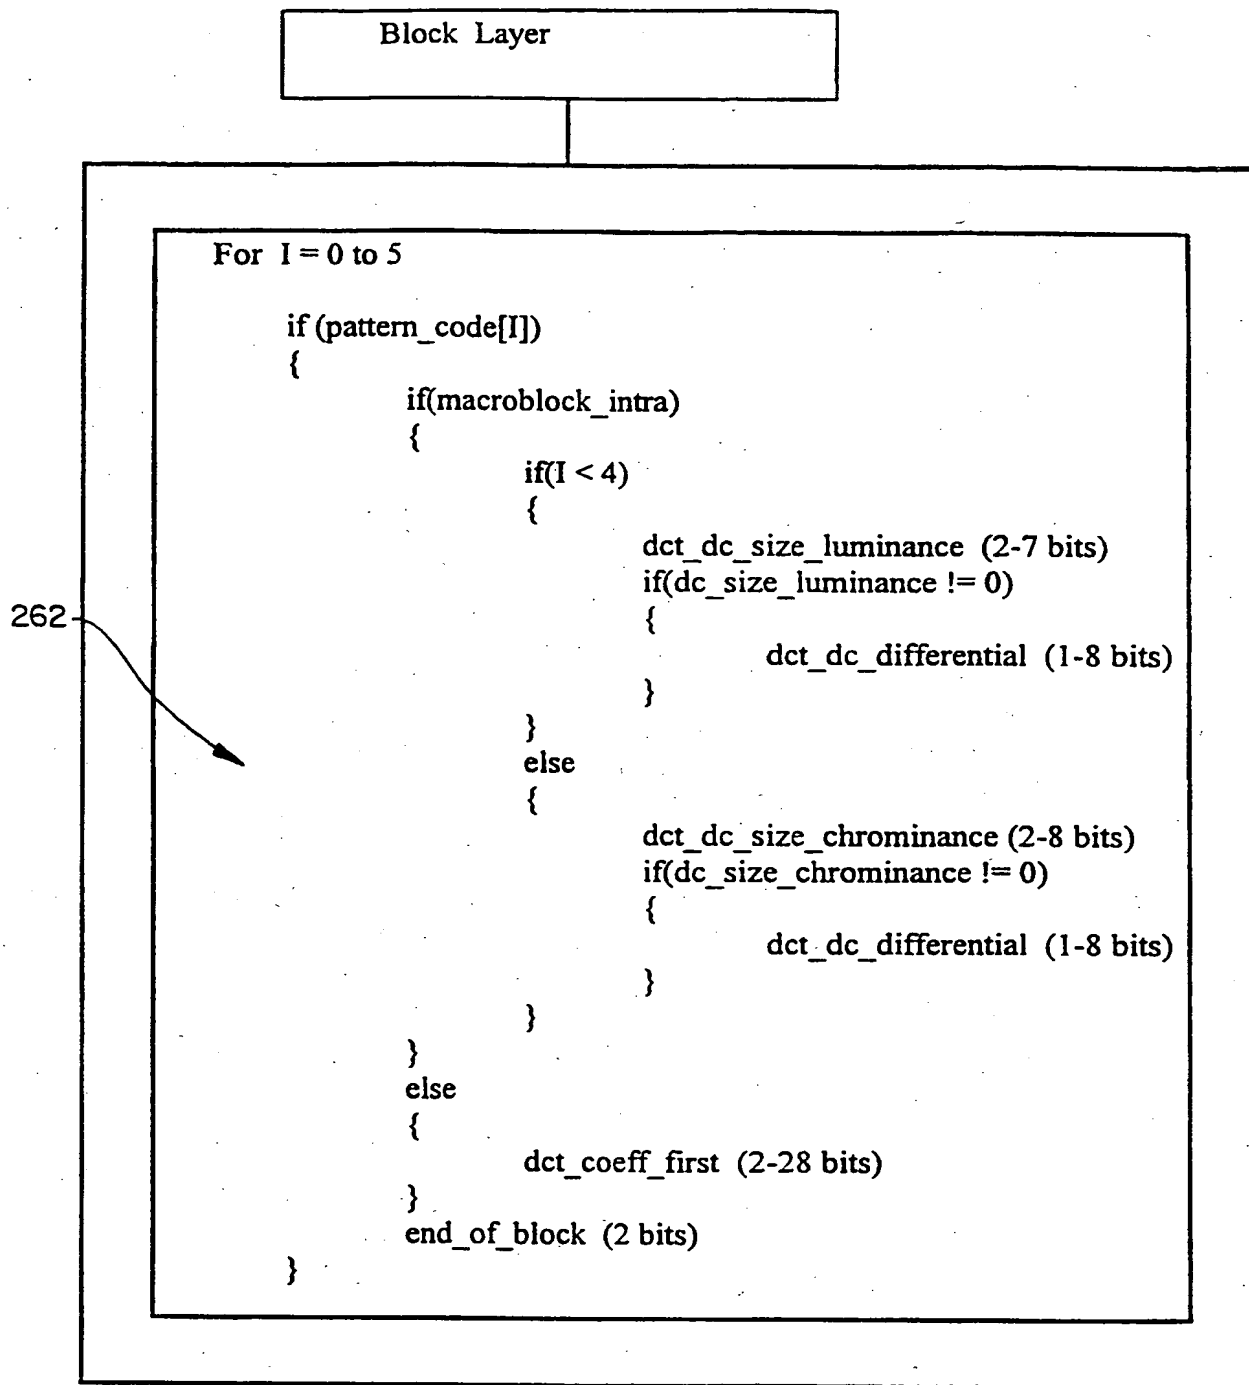 Block Layer
For I = 0 to 5
if (pattern_code[I])
{
if(macroblock_intra)
{
if(I < 4)
{
dct_dc_size_luminance (2-7 bits)
if(dc_size_luminance != 0)
{
dct_dc_differential (1-8 bits)
}
}
else
{
dct_dc_size_chrominance (2-8 bits)
if(dc_size_chrominance != 0)
{
dct_dc_differential (1-8 bits)
}
}
}
else
{
dct_coeff_first (2-28 bits)
}
end_of_block (2 bits)
}
262